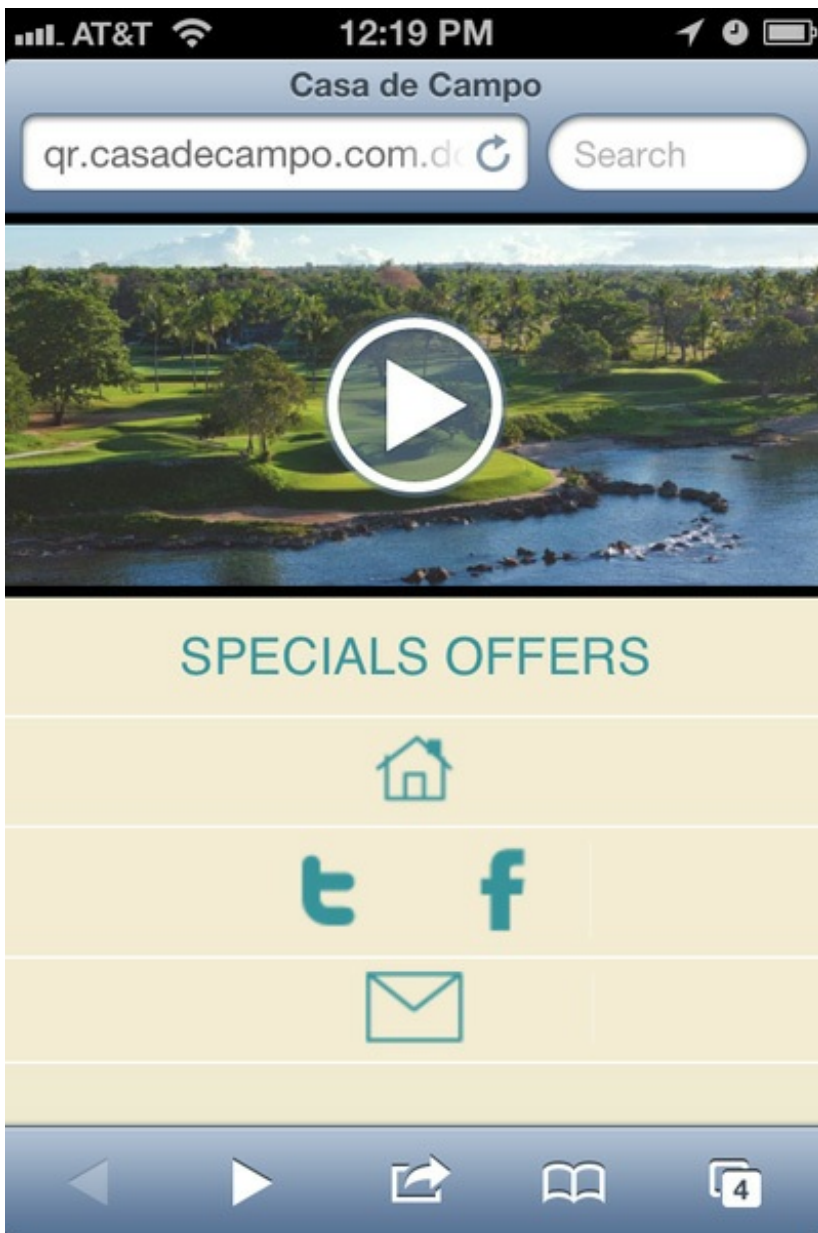 AT&T 12:19 PM
Casa de Campo
qr.casadecampo.com.do Search
SPECIALS OFFERS
4